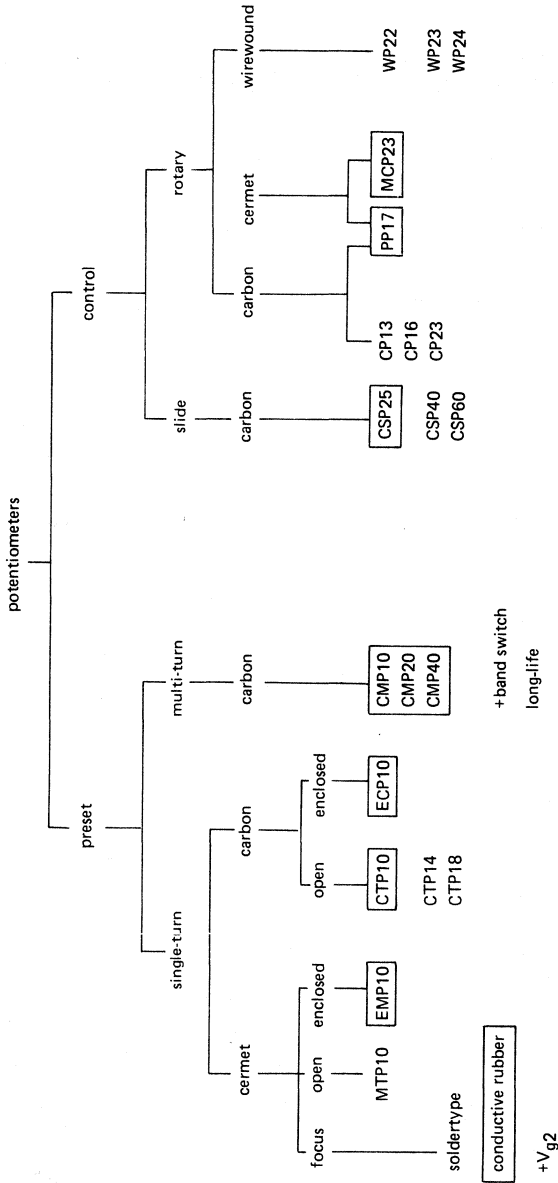 potentiometers
preset
control
single-turn
multi-turn
slide
rotary
cermet
carbon
carbon
carbon
carbon
cermet
wirewound
focus
open
enclosed
open
enclosed
soldertype
conductive rubber
+Vg2
MTP10
EMP10
CTP10
CTP14
CTP18
ECP10
CMP10
CMP20
CMP40
+band switch
long-life
CSP25
CSP40
CSP60
CP13
CP16
CP23
PP17
MCP23
WP22
WP23
WP24